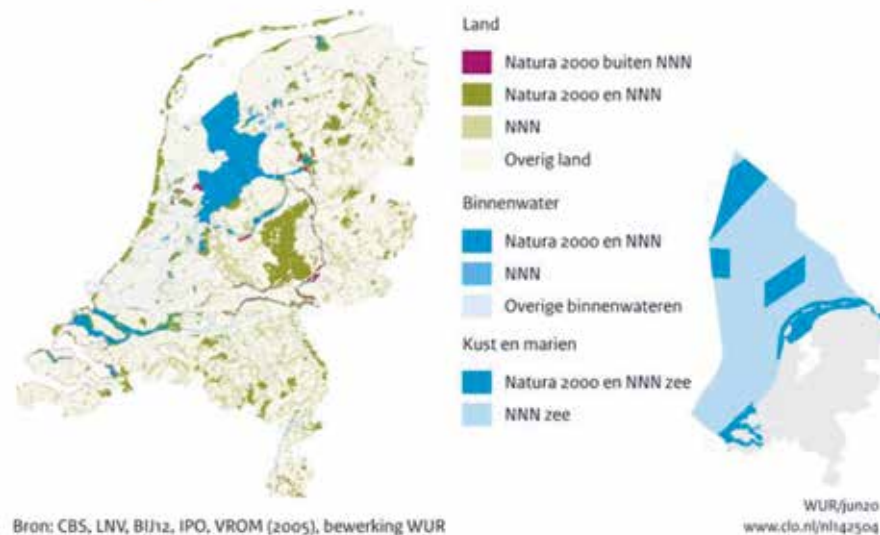 Land
Natura 2000 buiten NNN
Natura 2000 en NNN
NNN
Overig land
Binnenwater
Natura 2000 en NNN
NNN
Overige binnenwateren
Kust en marien
Natura 2000 en NNN zee
NNN zee
Bron: CBS, LNV, BIJ12, IPO, VROM (2005), bewerking WUR
WUR/jun20
www.clo.nl/nl142504